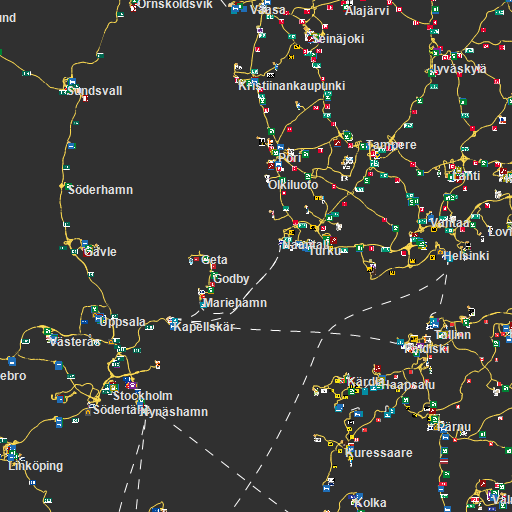 Örnsköldsvik
Vaasa
Alajärvi
Seinäjoki
Jyväskylä
Sundsvall
Kristiinankaupunki
Tampere
Pori
Olkiluoto
Lahti
Söderhamn
Vantaa
Gävle
Naantali
Turku
Helsinki
Geta
Godby
Mariehamn
Uppsala
Kapellskär
Tallinn
Västerås
Paldiski
Kärdla
Haapsalu
Stockholm
Södertälje
Nynäshamn
Pärnu
Kuressaare
Linköping
Kolka